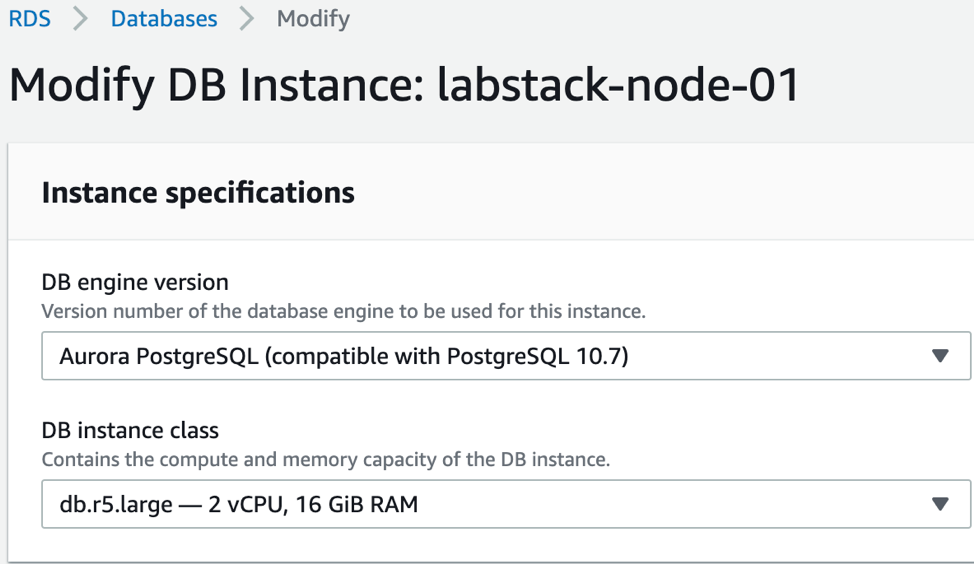 RDS > Databases > Modify
Modify DB Instance: labstack-node-01
Instance specifications
DB engine version
Version number of the database engine to be used for this instance.
Aurora PostgreSQL (compatible with PostgreSQL 10.7)
DB instance class
Contains the compute and memory capacity of the DB instance.
db.r5.large — 2 vCPU, 16 GiB RAM